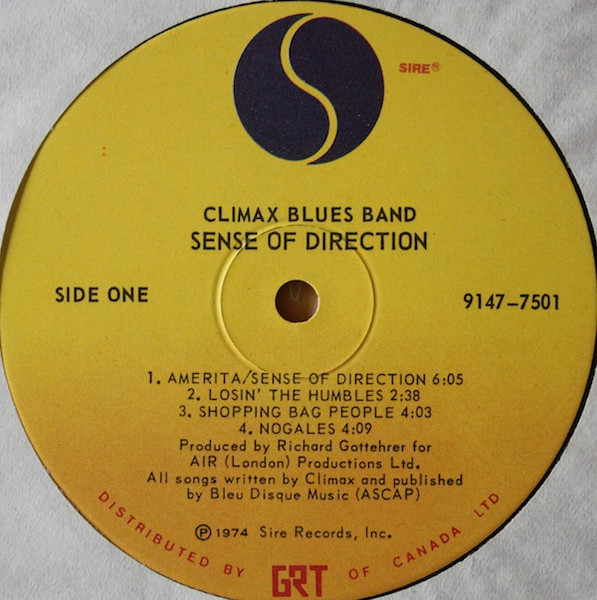 SIRE®
CLIMAX BLUES BAND
SENSE OF DIRECTION
SIDE ONE
9147-7501
1. AMERITA/SENSE OF DIRECTION 6:05
2. LOSIN' THE HUMBLES 2:38
3. SHOPPING BAG PEOPLE 4:03
4. NOGALES 4:09
Produced by Richard Gottehrer for
AIR (London) Productions Ltd.
All songs written by Climax and published
by Bleu Disque Music (ASCAP)
℗ 1974 Sire Records, Inc.
DISTRIBUTED BY GRT OF CANADA LTD